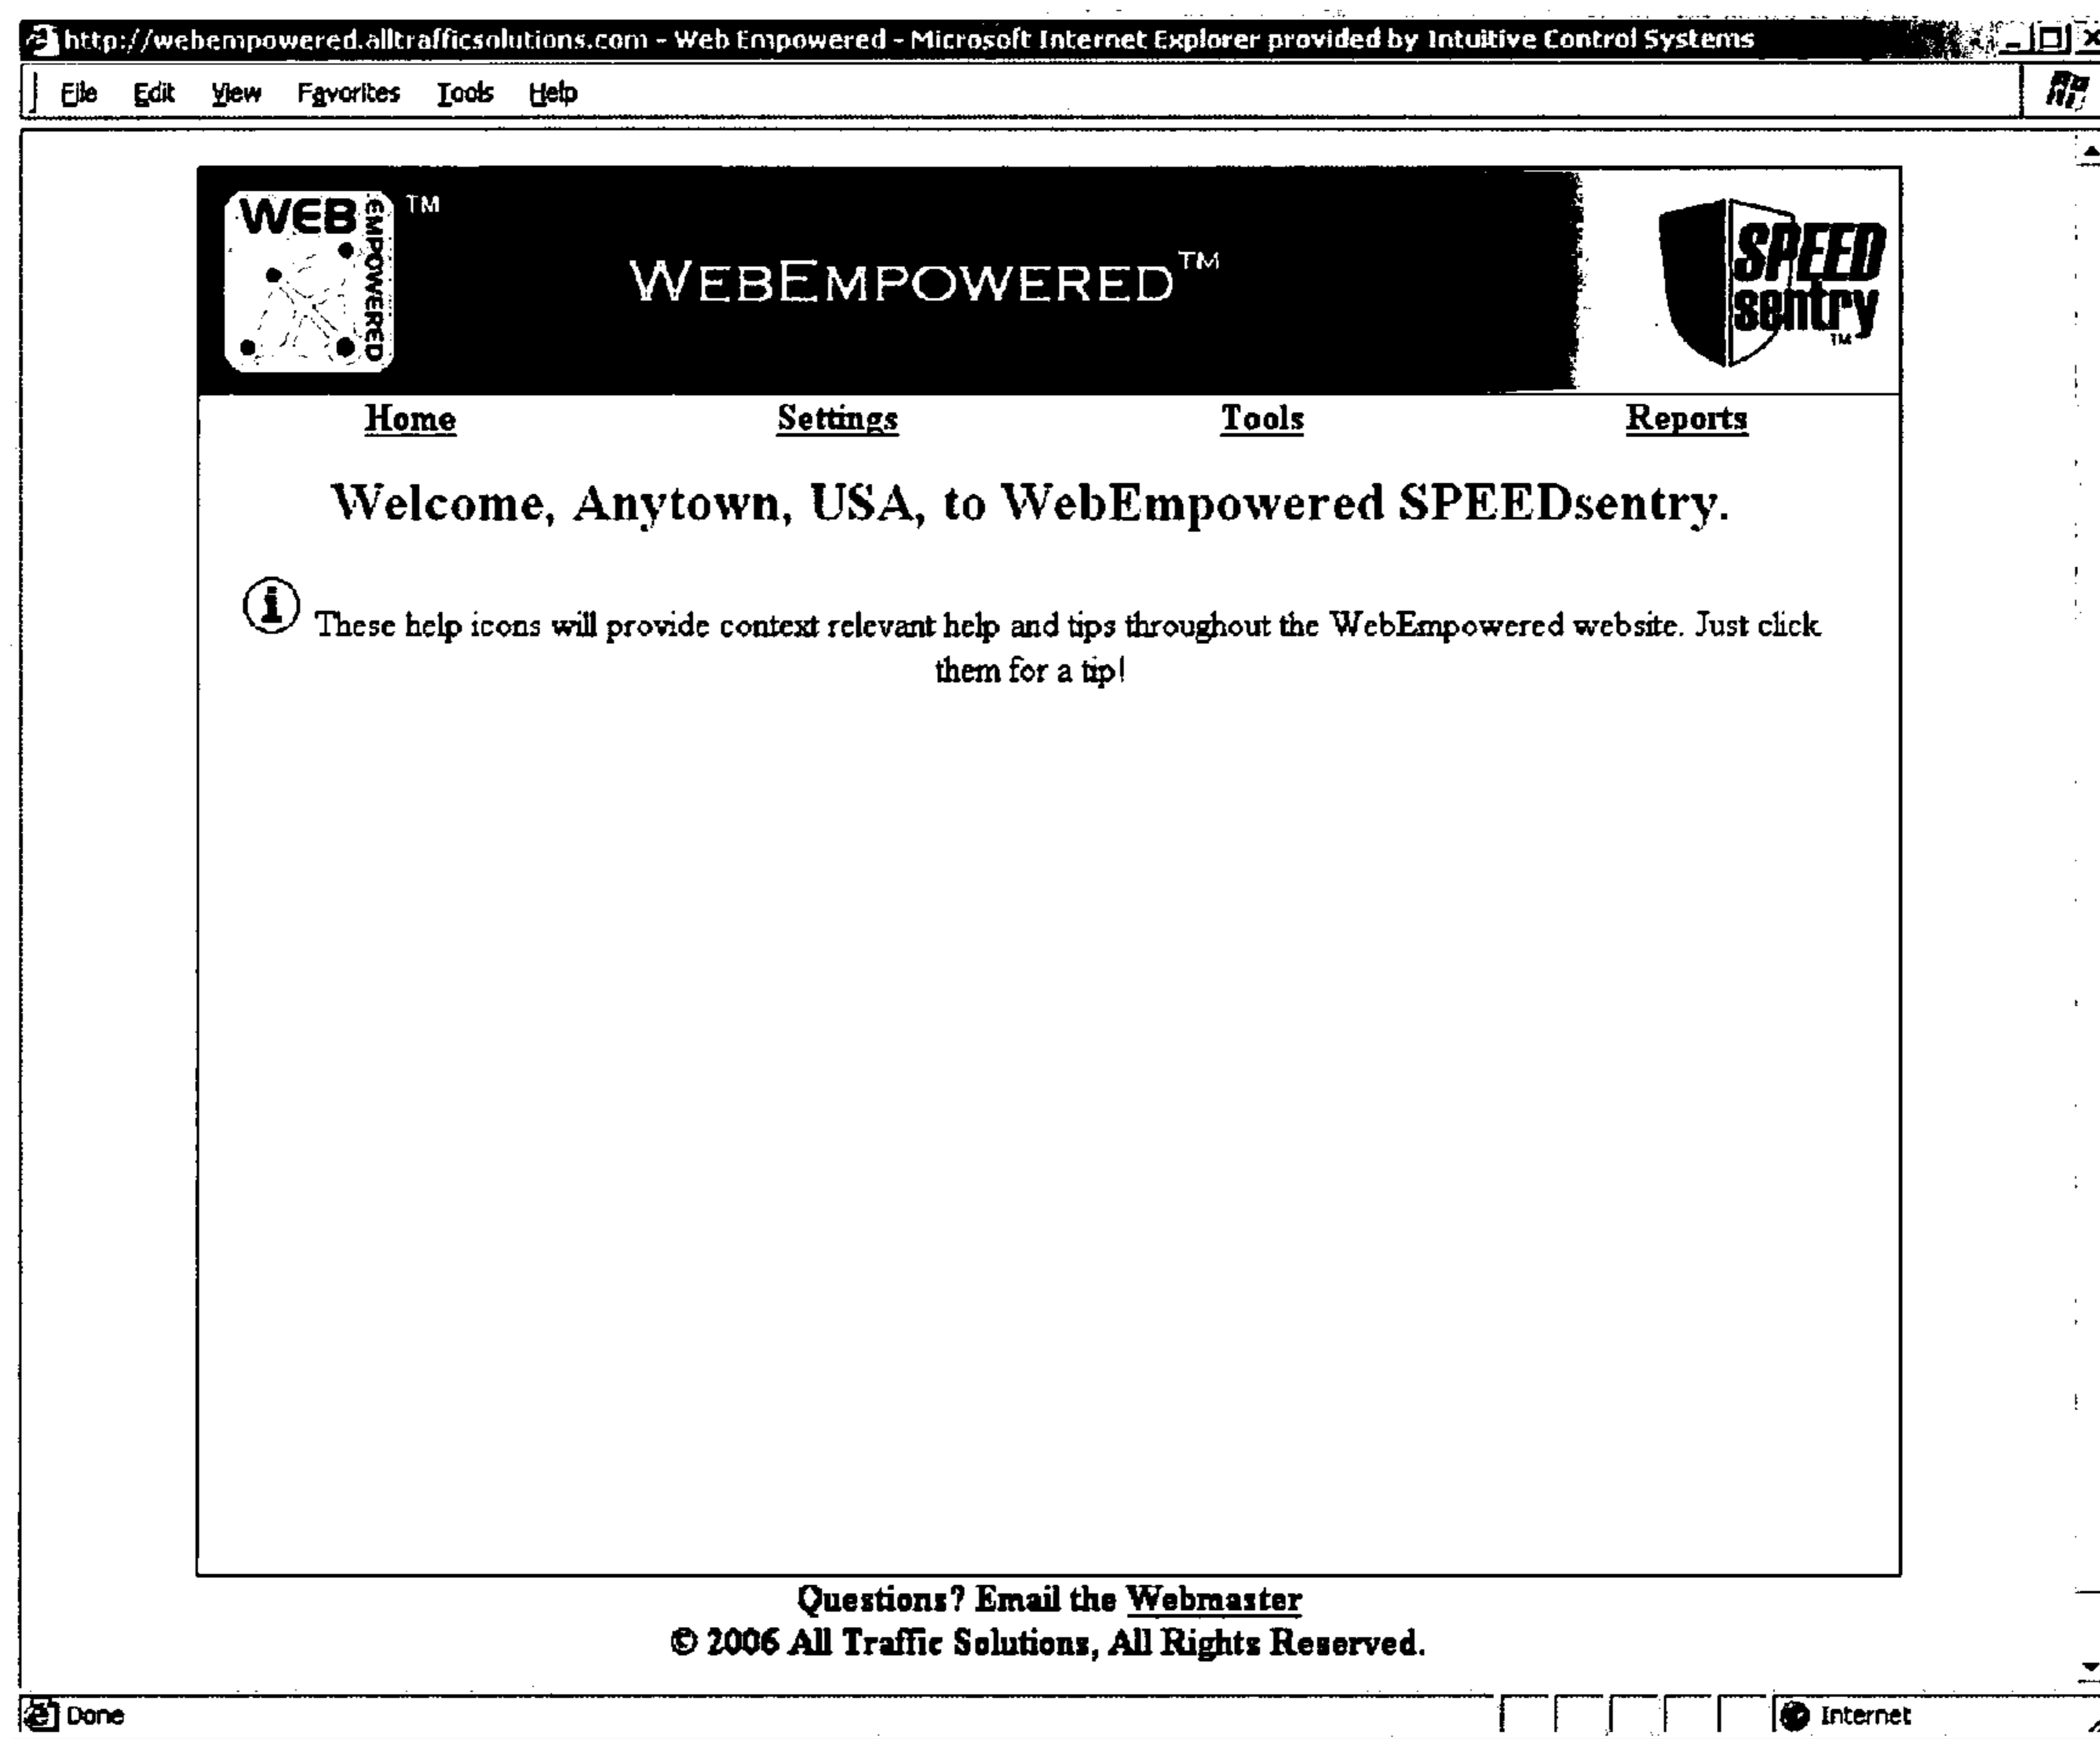 http://webempowered.alltrafficsolutions.com - Web Empowered - Microsoft Internet Explorer provided by Intuitive Control Systems
File Edit View Favorites Tools Help
WEB EMPOWERED ™
WEBEMPOWERED™
SPEED
sentry
TM
Home Settings Tools Reports
Welcome, Anytown, USA, to WebEmpowered SPEEDsentry.
These help icons will provide context relevant help and tips throughout the WebEmpowered website. Just click
them for a tip!
Questions? Email the Webmaster
© 2006 All Traffic Solutions, All Rights Reserved.
Done Internet